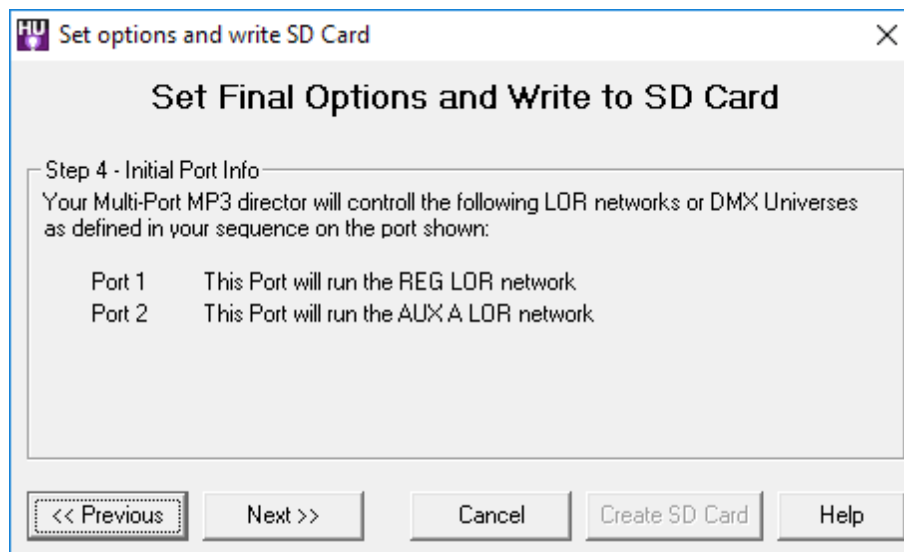 HU Set options and write SD Card
Set Final Options and Write to SD Card
Step 4 - Initial Port Info
Your Multi-Port MP3 director will controll the following LOR networks or DMX Universes
as defined in your sequence on the port shown:
Port 1 This Port will run the REG LOR network
Port 2 This Port will run the AUX A LOR network
<< Previous Next >> Cancel Create SD Card Help